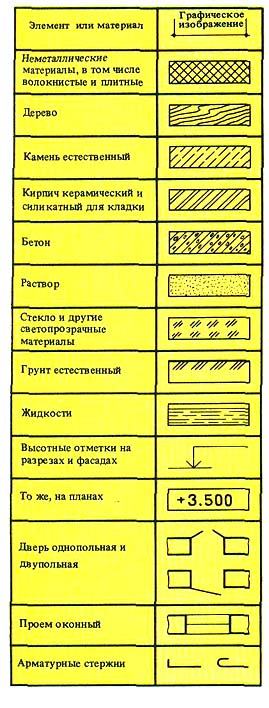 Элемент или материал
Графическое
изображение
Неметаллические
материалы, в том числе
волокнистые и плитные
Дерево
Камень естественный
Кирпич керамический и
силикатный для кладки
Бетон
Раствор
Стекло и другие
светопрозрачные
материалы
Грунт естественный
Жидкости
Высотные отметки на
разрезах и фасадах
То же, на планах
+3.500
Дверь однопольная и
двупольная
Проем оконный
Арматурные стержни